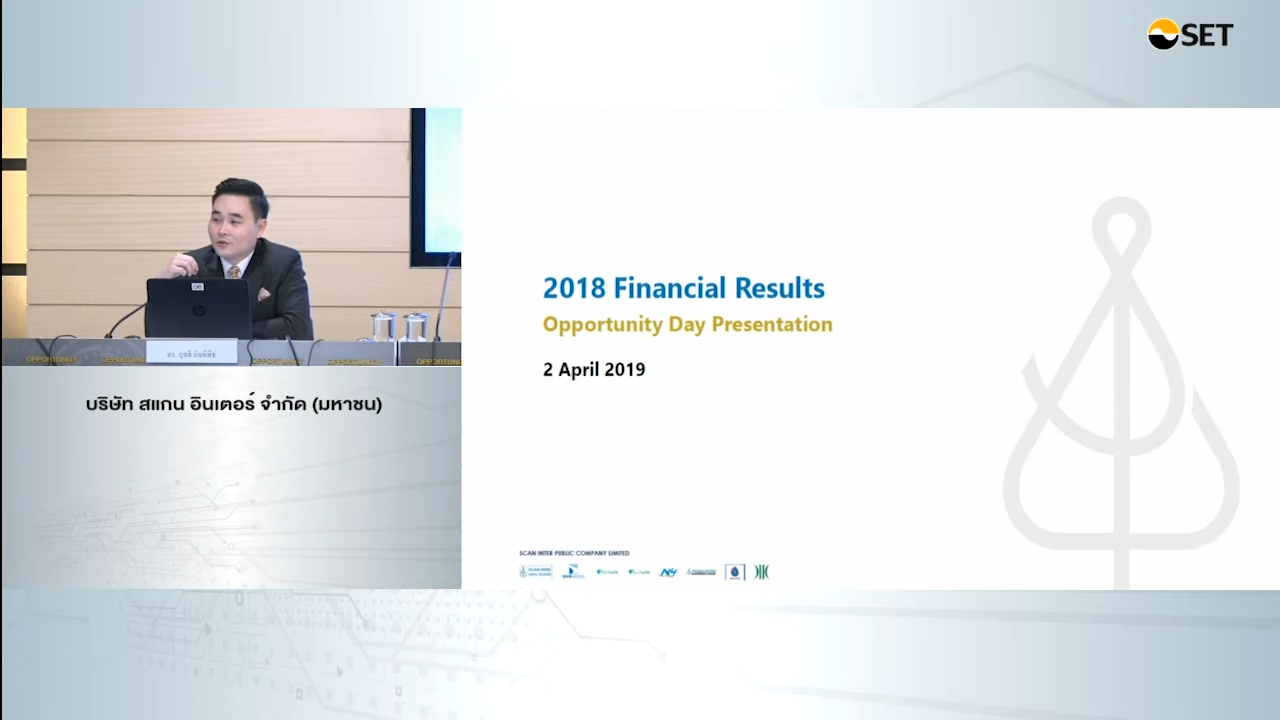 SET
OPPORTUNITY
06
บริษัท สแกน อินเตอร์ จำกัด (มหาชน)
2018 Financial Results
Opportunity Day Presentation
2 April 2019
SCAN INTER PUBLIC COMPANY LIMITED